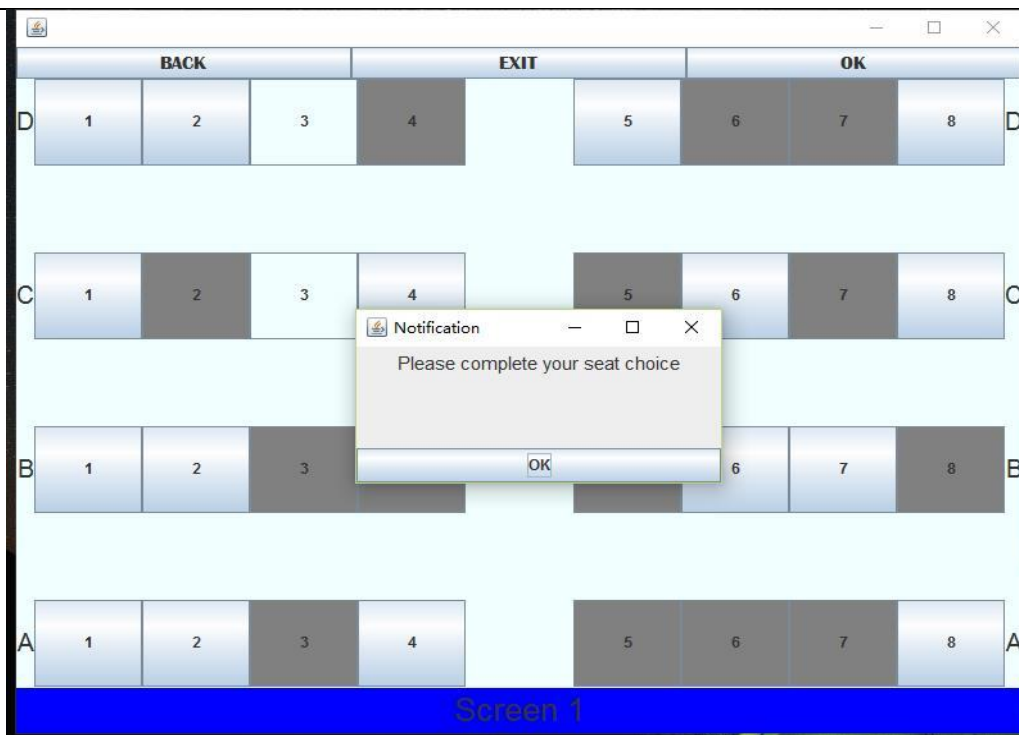 BACK EXIT OK
D 1 2 3 4 5 6 7 8 D
C 1 2 3 4 5 6 7 8 C
Notification
Please complete your seat choice
OK
B 1 2 3 6 7 8 B
A 1 2 3 4 5 6 7 8 A
Screen 1